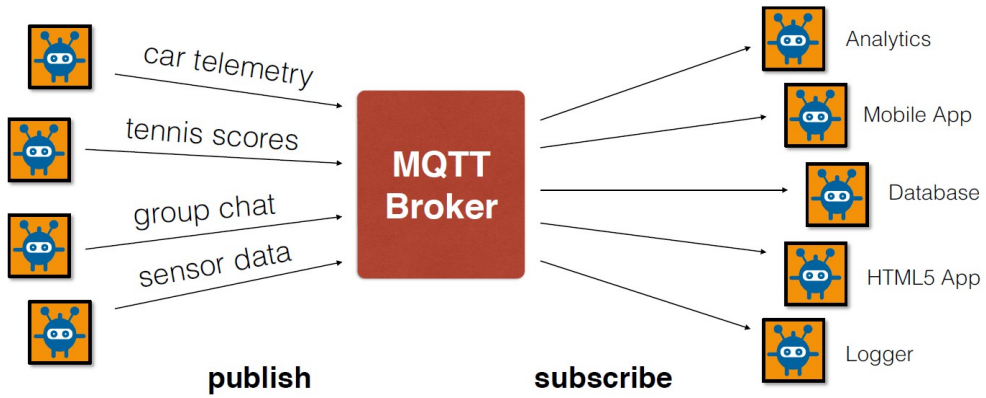 car telemetry
tennis scores
group chat
sensor data
MQTT
Broker
Analytics
Mobile App
Database
HTML5 App
Logger
publish
subscribe